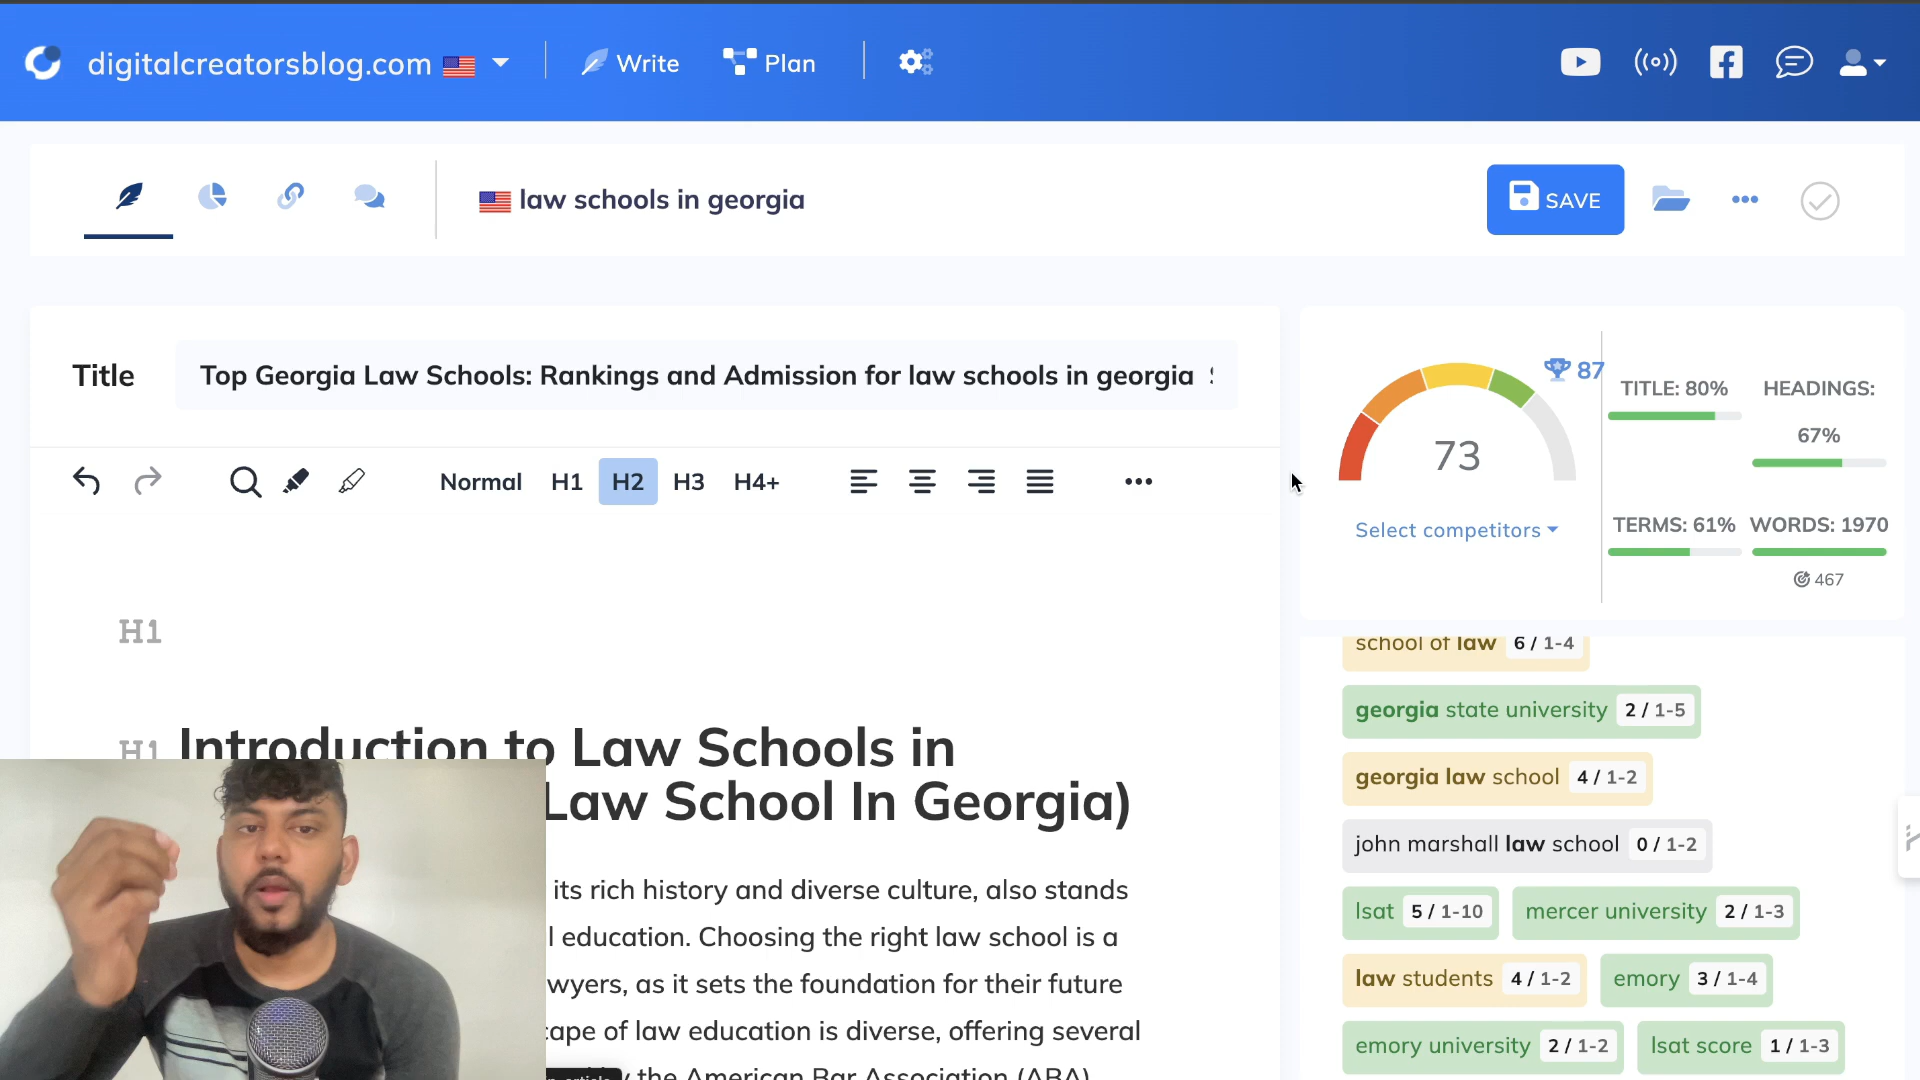 digitalcreatorsblog.com Write Plan
law schools in georgia SAVE
Title Top Georgia Law Schools: Rankings and Admission for law schools in georgia
Normal H1 H2 H3 H4+
H1
H1 Introduction to Law Schools in
Law School In Georgia)
its rich history and diverse culture, also stands
l education. Choosing the right law school is a
wyers, as it sets the foundation for their future
cape of law education is diverse, offering several
the American Bar Association (ABA)
87
73
Select competitors
TITLE: 80% HEADINGS:
67%
TERMS: 61% WORDS: 1970
467
school of law 6 / 1-4
georgia state university 2 / 1-5
georgia law school 4 / 1-2
john marshall law school 0 / 1-2
lsat 5 / 1-10 mercer university 2 / 1-3
law students 4 / 1-2 emory 3 / 1-4
emory university 2 / 1-2 lsat score 1 / 1-3